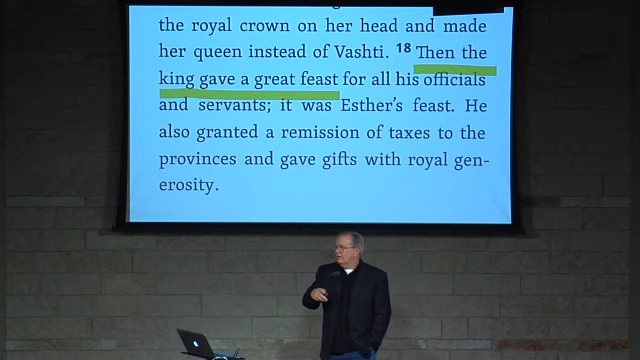 the royal crown on her head and made
her queen instead of Vashti. 18 Then the
king gave a great feast for all his officials
and servants; it was Esther's feast. He
also granted a remission of taxes to the
provinces and gave gifts with royal gen-
erosity.